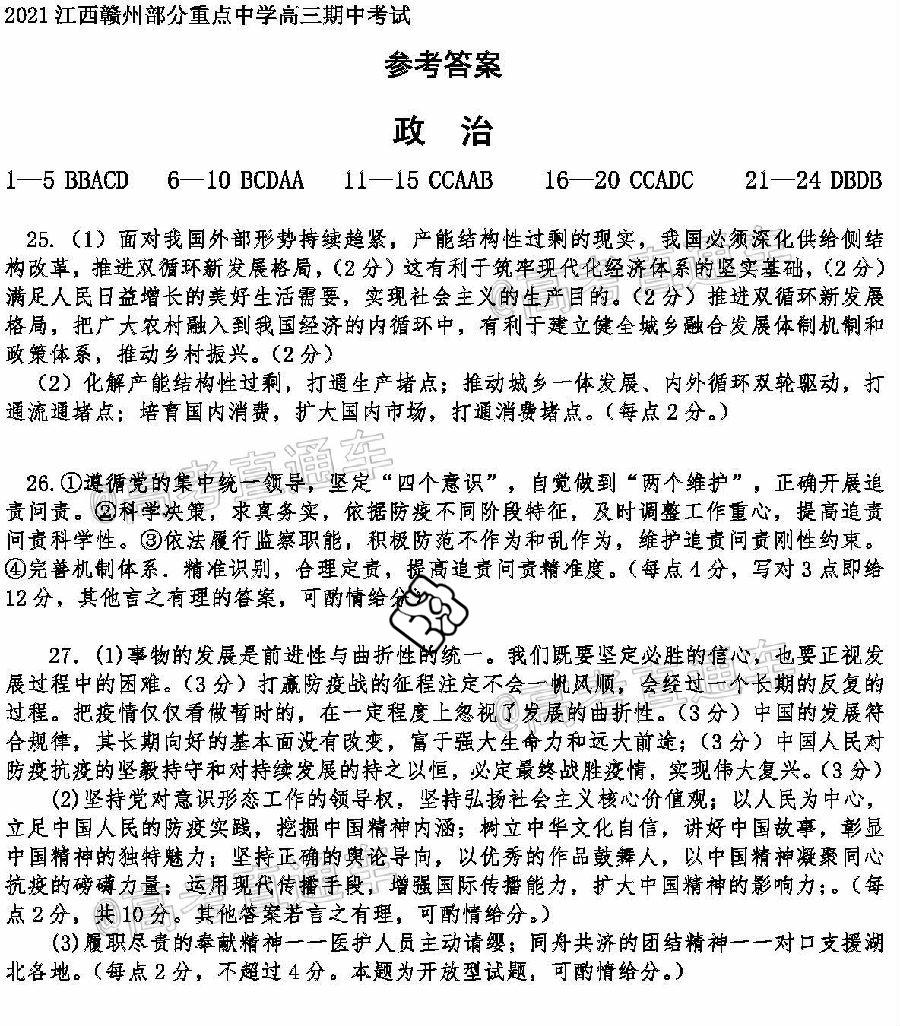 2021江西赣州部分重点中学高三期中考试
参考答案
政 治
1—5 BBACD 6—10 BCDAA 11—15 CCAAB 16—20 CCADC 21—24 DBDB
25.（1）面对我国外部形势持续趋紧，产能结构性过剩的现实，我国必须深化供给侧结
构改革，推进双循环新发展格局，（2分）这有利于筑牢现代化经济体系的坚实基础，（2分）
满足人民日益增长的美好生活需要，实现社会主义的生产目的。（2分）推进双循环新发展
格局，把广大农村融入到我国经济的内循环中，有利于建立健全城乡融合发展体制机制和
政策体系，推动乡村振兴。（2分）
（2）化解产能结构性过剩，打通生产堵点；推动城乡一体发展、内外循环双轮驱动，打
通流通堵点；培育国内消费，扩大国内市场，打通消费堵点。（每点2分。）
26.①遵循党的集中统一领导，坚定“四个意识”，自觉做到“两个维护”，正确开展追
责问责。②科学决策，求真务实，依据防疫不同阶段特征，及时调整工作重心，提高追责
问责科学性。③依法履行监察职能，积极防范不作为和乱作为，维护追责问责刚性约束。
④完善机制体系．精准识别，合理定责，提高追责问责精准度。（每点4分，写对3点即给
12分，其他言之有理的答案，可酌情给分
27．(1)事物的发展是前进性与曲折性的统一。我们既要坚定必胜的信心，也要正视发
展过程中的困难。（3分）打赢防疫战的征程注定不会一帆风顺，会经过一个长期的反复的
过程。把疫情仅仅看做暂时的，在一定程度上忽视了发展的曲折性。（3分）中国的发展符
合规律，其长期向好的基本面没有改变，富于强大生命力和远大前途；（3分）中国人民对
防疫抗疫的坚毅持守和对持续发展的持之以恒，必定最终战胜疫情，实现伟大复兴。（3分）
(2)坚持党对意识形态工作的领导权，坚持弘扬社会主义核心价值观；以人民为中心，
立足中国人民的防疫实践，挖掘中国精神内涵；树立中华文化自信，讲好中国故事，彰显
中国精神的独特魅力；坚持正确的舆论导向，以优秀的作品鼓舞人，以中国精神凝聚同心
抗疫的磅礴力量；运用现代传播手段，增强国际传播能力，扩大中国精神的影响力；。（每
点2分，共10分。其他答案若言之有理，可酌情给分。）
(3)履职尽责的奉献精神一一医护人员主动请缨；同舟共济的团结精神一一对口支援湖
北各地。（每点2分，不超过4分。本题为开放型试题，可酌情给分。）
@高考直通车
@高考直通车
@高考直通车
@高考直通车